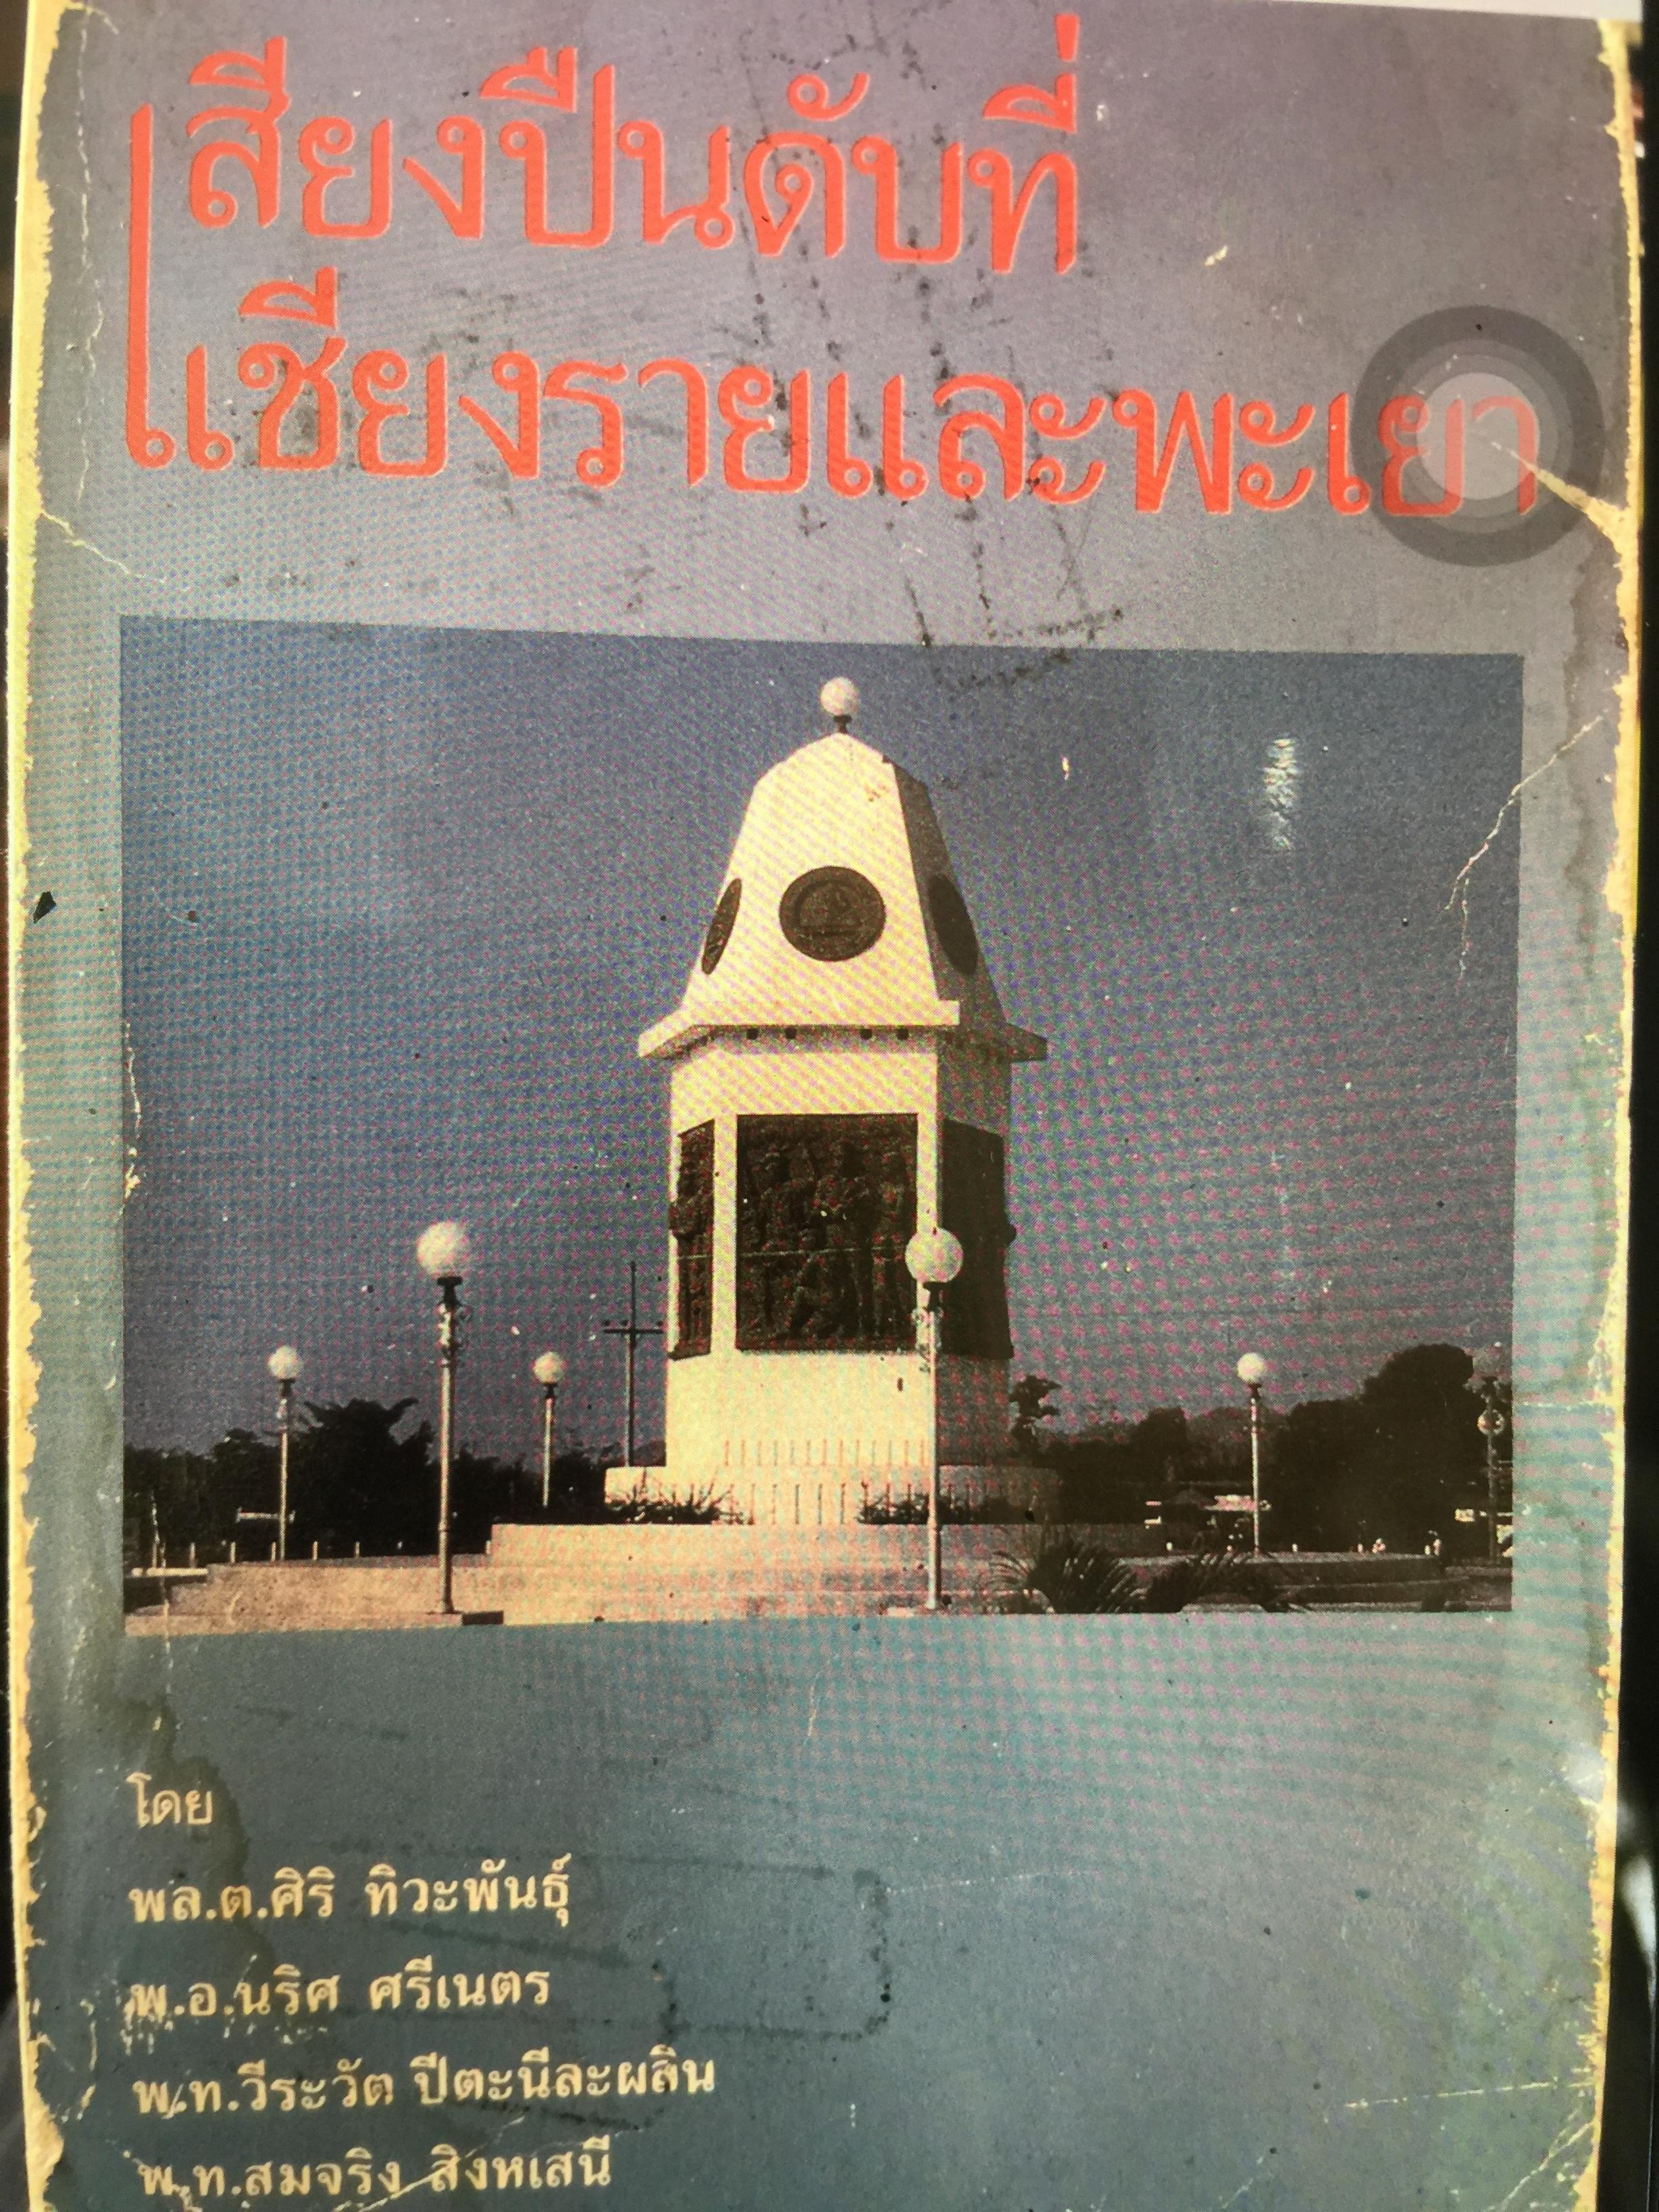 เสียงปืนดับที่
เชียงรายและพะเยา
โดย
พล.ต.ศิริ ทิวะพันธุ์
พ.อ.นริศ ศรีเนตร
พ.ท.วีระวัต ปีตะนีละผลิน
พ.ท.สมจริง สิงหเสนี